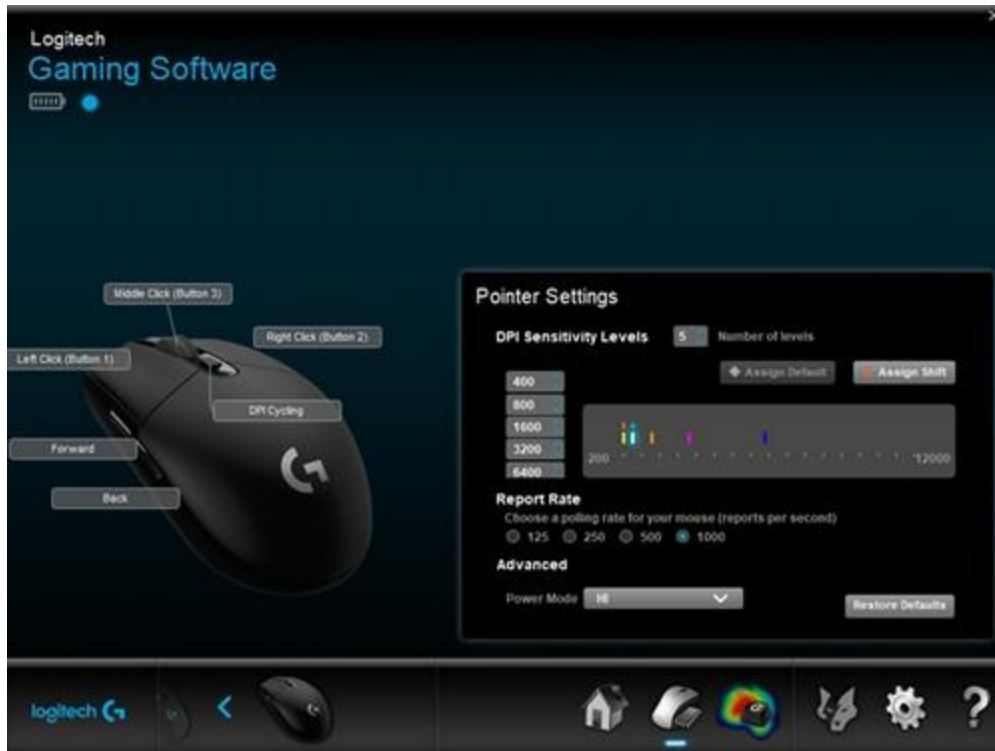 Logitech
Gaming Software
Middle Click (Button 3)
Right Click (Button 2)
Left Click (Button 1)
DPI Cycling
Forward
Back
Pointer Settings
DPI Sensitivity Levels 5 Number of levels
Assign Default Assign Shift
400
800
1600
3200
6400
200 12000
Report Rate
Choose a polling rate for your mouse (reports per second)
125 250 500 1000
Advanced
Power Mode HI
Restore Defaults
logitech G
?